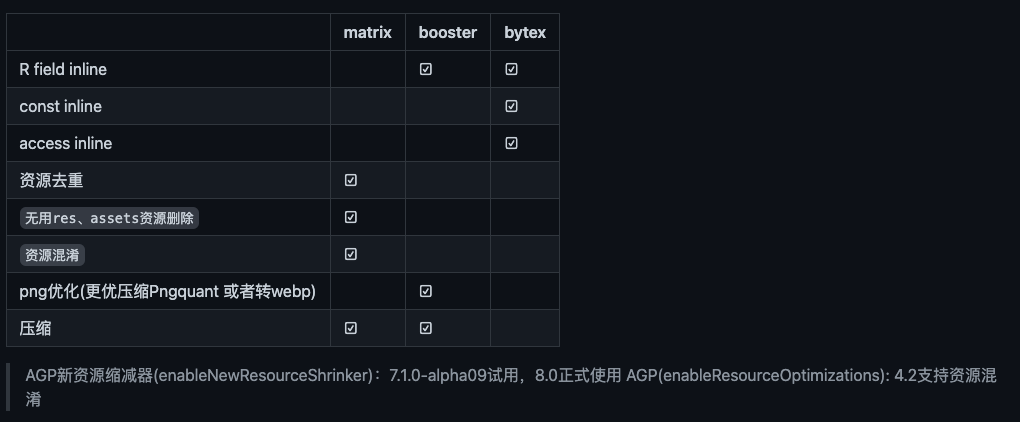 matrix booster bytex
R field inline ☑ ☑
const inline ☑
access inline ☑
资源去重 ☑
无用res、assets资源删除 ☑
资源混淆 ☑
png优化(更优压缩Pngquant 或者转webp) ☑
压缩 ☑ ☑
AGP新资源缩减器(enableNewResourceShrinker)：7.1.0-alpha09试用，8.0正式使用 AGP(enableResourceOptimizations): 4.2支持资源混
淆